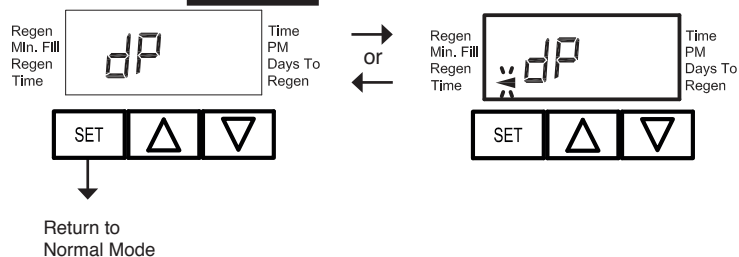 Regen
Min. Fill
Regen
Time
dP
Time
PM
Days To
Regen
SET
or
Regen
Min. Fill
Regen
Time
dP
Time
PM
Days To
Regen
SET
Return to
Normal Mode